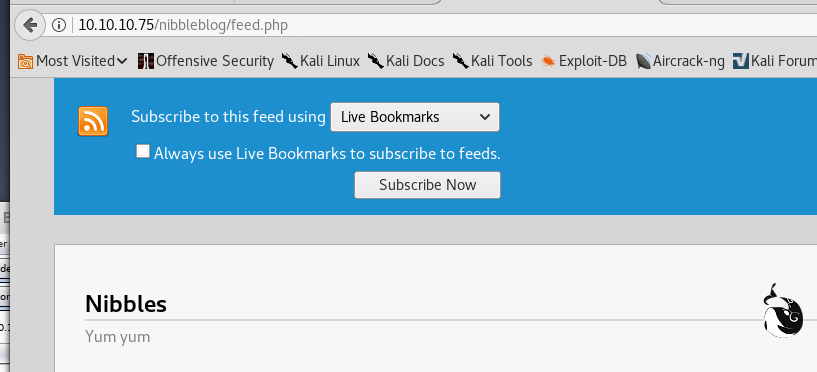 10.10.10.75/nibbleblog/feed.php
Most Visited Offensive Security Kali Linux Kali Docs Kali Tools Exploit-DB Aircrack-ng Kali Forum
Subscribe to this feed using Live Bookmarks
Always use Live Bookmarks to subscribe to feeds.
Subscribe Now
Nibbles
Yum yum